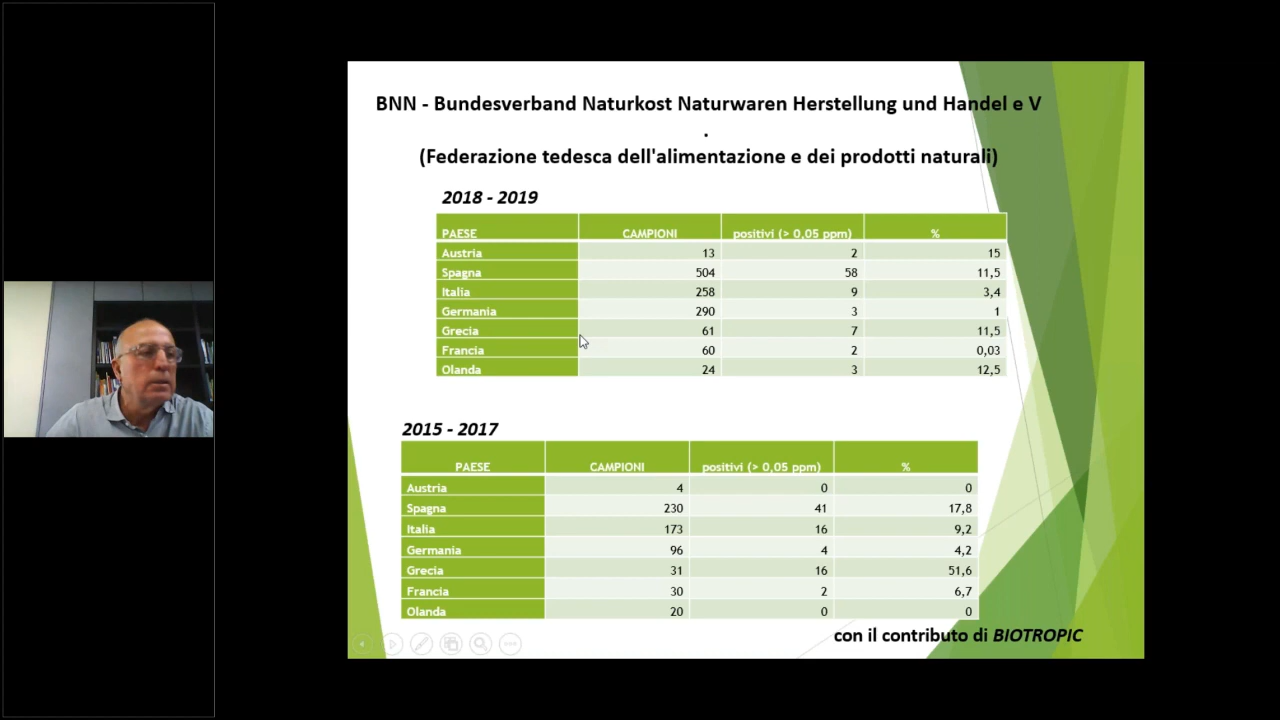 BNN - Bundesverband Naturkost Naturwaren Herstellung und Handel e V
.
(Federazione tedesca dell'alimentazione e dei prodotti naturali)
2018 - 2019
PAESE CAMPIONI positivi (> 0,05 ppm) %
Austria 13 2 15
Spagna 504 58 11,5
Italia 258 9 3,4
Germania 290 3 1
Grecia 61 7 11,5
Francia 60 2 0,03
Olanda 24 3 12,5
2015 - 2017
PAESE CAMPIONI positivi (> 0,05 ppm) %
Austria 4 0 0
Spagna 230 41 17,8
Italia 173 16 9,2
Germania 96 4 4,2
Grecia 31 16 51,6
Francia 30 2 6,7
Olanda 20 0 0
con il contributo di BIOTROPIC